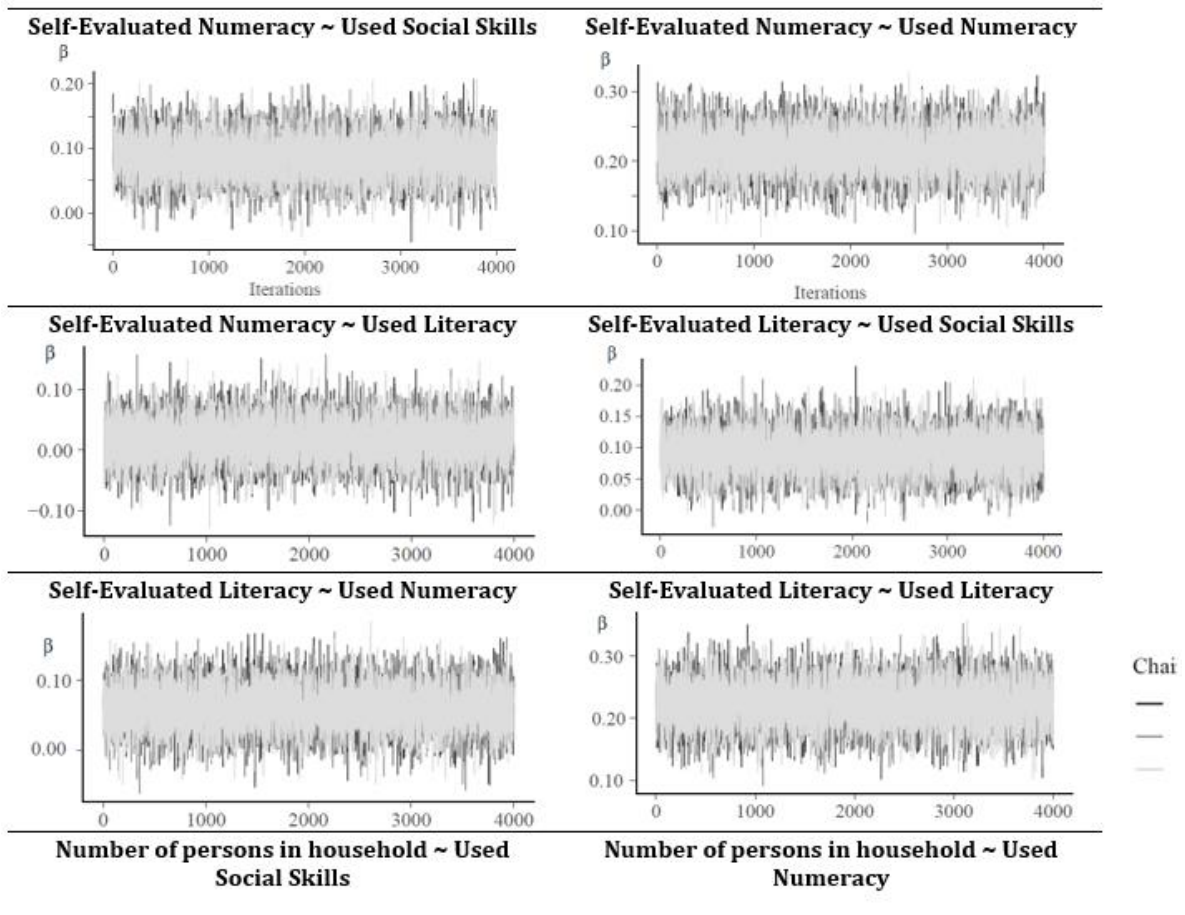 Self-Evaluated Numeracy ~ Used Social Skills
β
0.20
0.10
0.00
0 1000 2000 3000 4000
Iterations
Self-Evaluated Numeracy ~ Used Numeracy
β
0.30
0.20
0.10
0 1000 2000 3000 4000
Iterations
Self-Evaluated Numeracy ~ Used Literacy
β
0.10
0.00
−0.10
0 1000 2000 3000 4000
Self-Evaluated Literacy ~ Used Social Skills
β
0.20
0.15
0.10
0.05
0.00
0 1000 2000 3000 4000
Self-Evaluated Literacy ~ Used Numeracy
β
0.10
0.00
0 1000 2000 3000 4000
Self-Evaluated Literacy ~ Used Literacy
β
0.30
0.20
0.10
0 1000 2000 3000 4000
Chai
Number of persons in household ~ Used
Social Skills
Number of persons in household ~ Used
Numeracy